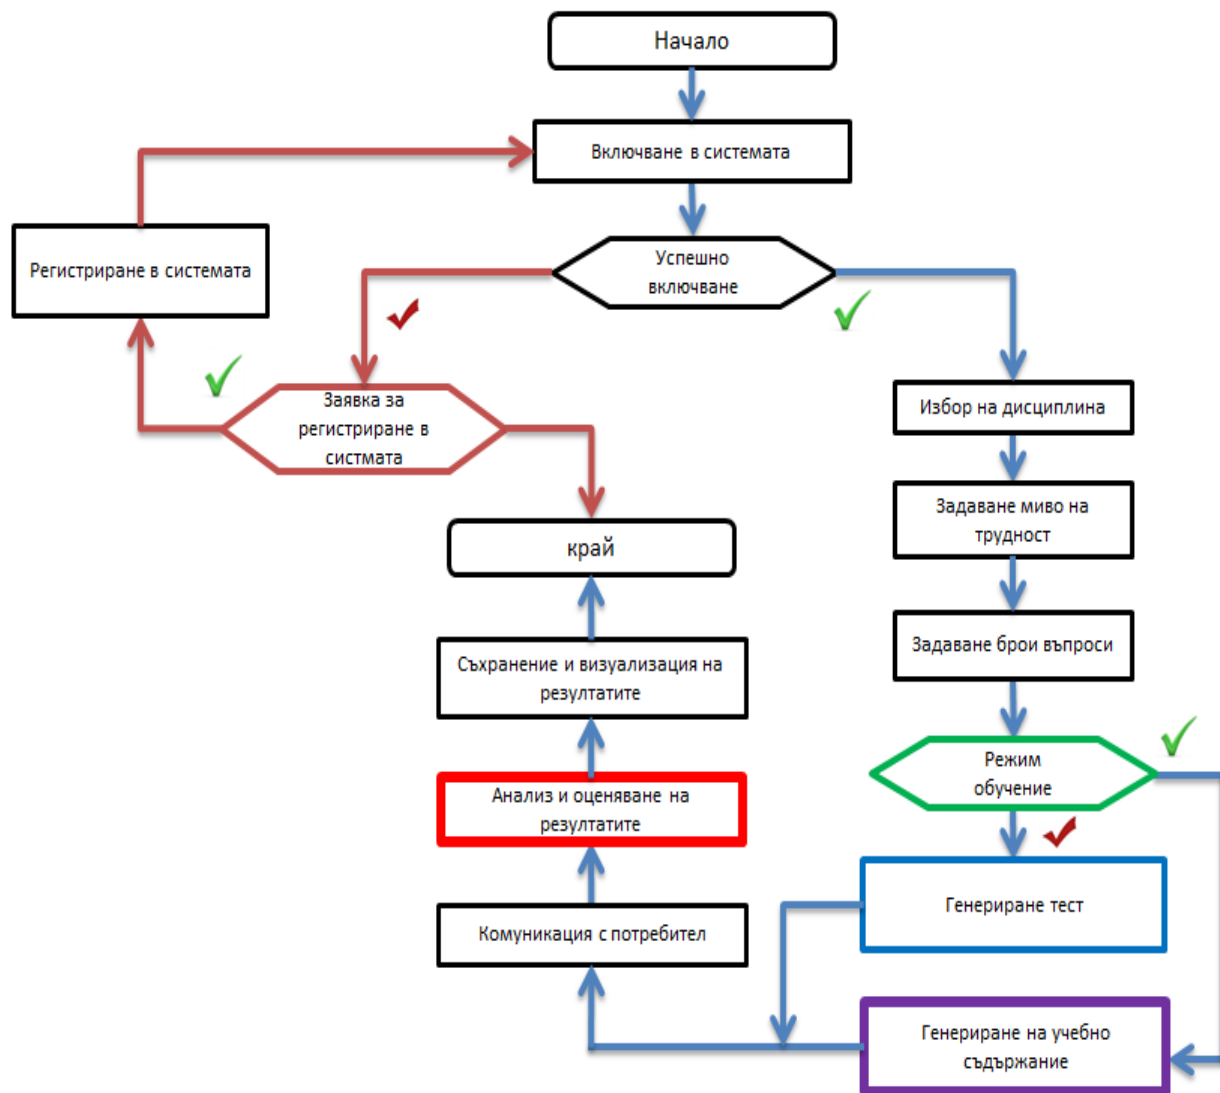 Начало
Включване в системата
Успешно
включване
Регистриране в системата
Заявка за
регистриране в
систмата
Избор на дисциплина
Задаване миво на
трудност
край
Задаване брои въпроси
Съхранение и визуализация на
резултатите
Режим
обучение
Анализ и оценяване на
резултатите
Генериране тест
Комуникация с потребител
Генериране на учебно
съдържание